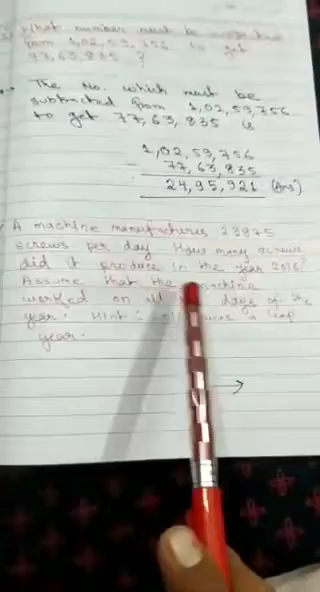 What number must be
from 1,02,59,756 to get
77,63,835 ?
The No. which must be
subtracted from 1,02,59,756
to get 77,63,835 is
1,02,59,756
- 77,63,835
24,95,921 (Ans)
A machine manufactures 23875
screws per day How many screws
did it produce in the year 2016?
Assume that the machine
worked on all days of the
year. Hint : was a leap
year.